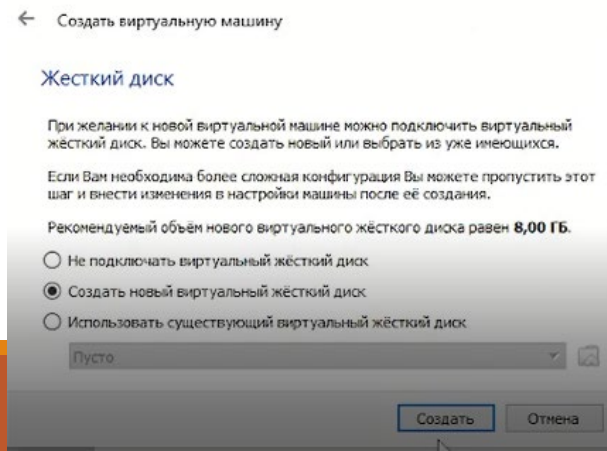 Создать виртуальную машину
Жесткий диск
При желании к новой виртуальной машине можно подключить виртуальный
жёсткий диск. Вы можете создать новый или выбрать из уже имеющихся.
Если Вам необходима более сложная конфигурация Вы можете пропустить этот
шаг и внести изменения в настройки машины после её создания.
Рекомендуемый объём нового виртуального жёсткого диска равен 8,00 ГБ.
Не подключать виртуальный жёсткий диск
Создать новый виртуальный жёсткий диск
Использовать существующий виртуальный жёсткий диск
Пусто
Создать Отмена